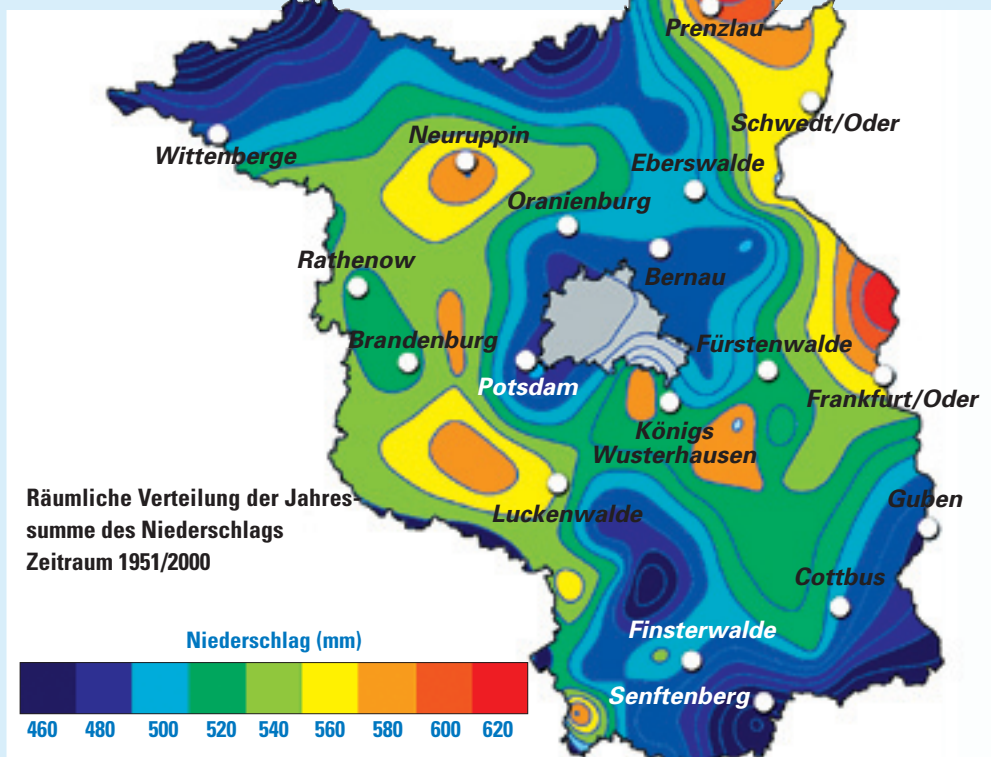 Prenzlau
Schwedt/Oder
Neuruppin
Wittenberge
Eberswalde
Oranienburg
Rathenow
Bernau
Brandenburg
Fürstenwalde
Potsdam
Frankfurt/Oder
Königs
Wusterhausen
Räumliche Verteilung der Jahres-
summe des Niederschlags
Zeitraum 1951/2000
Luckenwalde
Guben
Cottbus
Finsterwalde
Senftenberg
Niederschlag (mm)
460 480 500 520 540 560 580 600 620